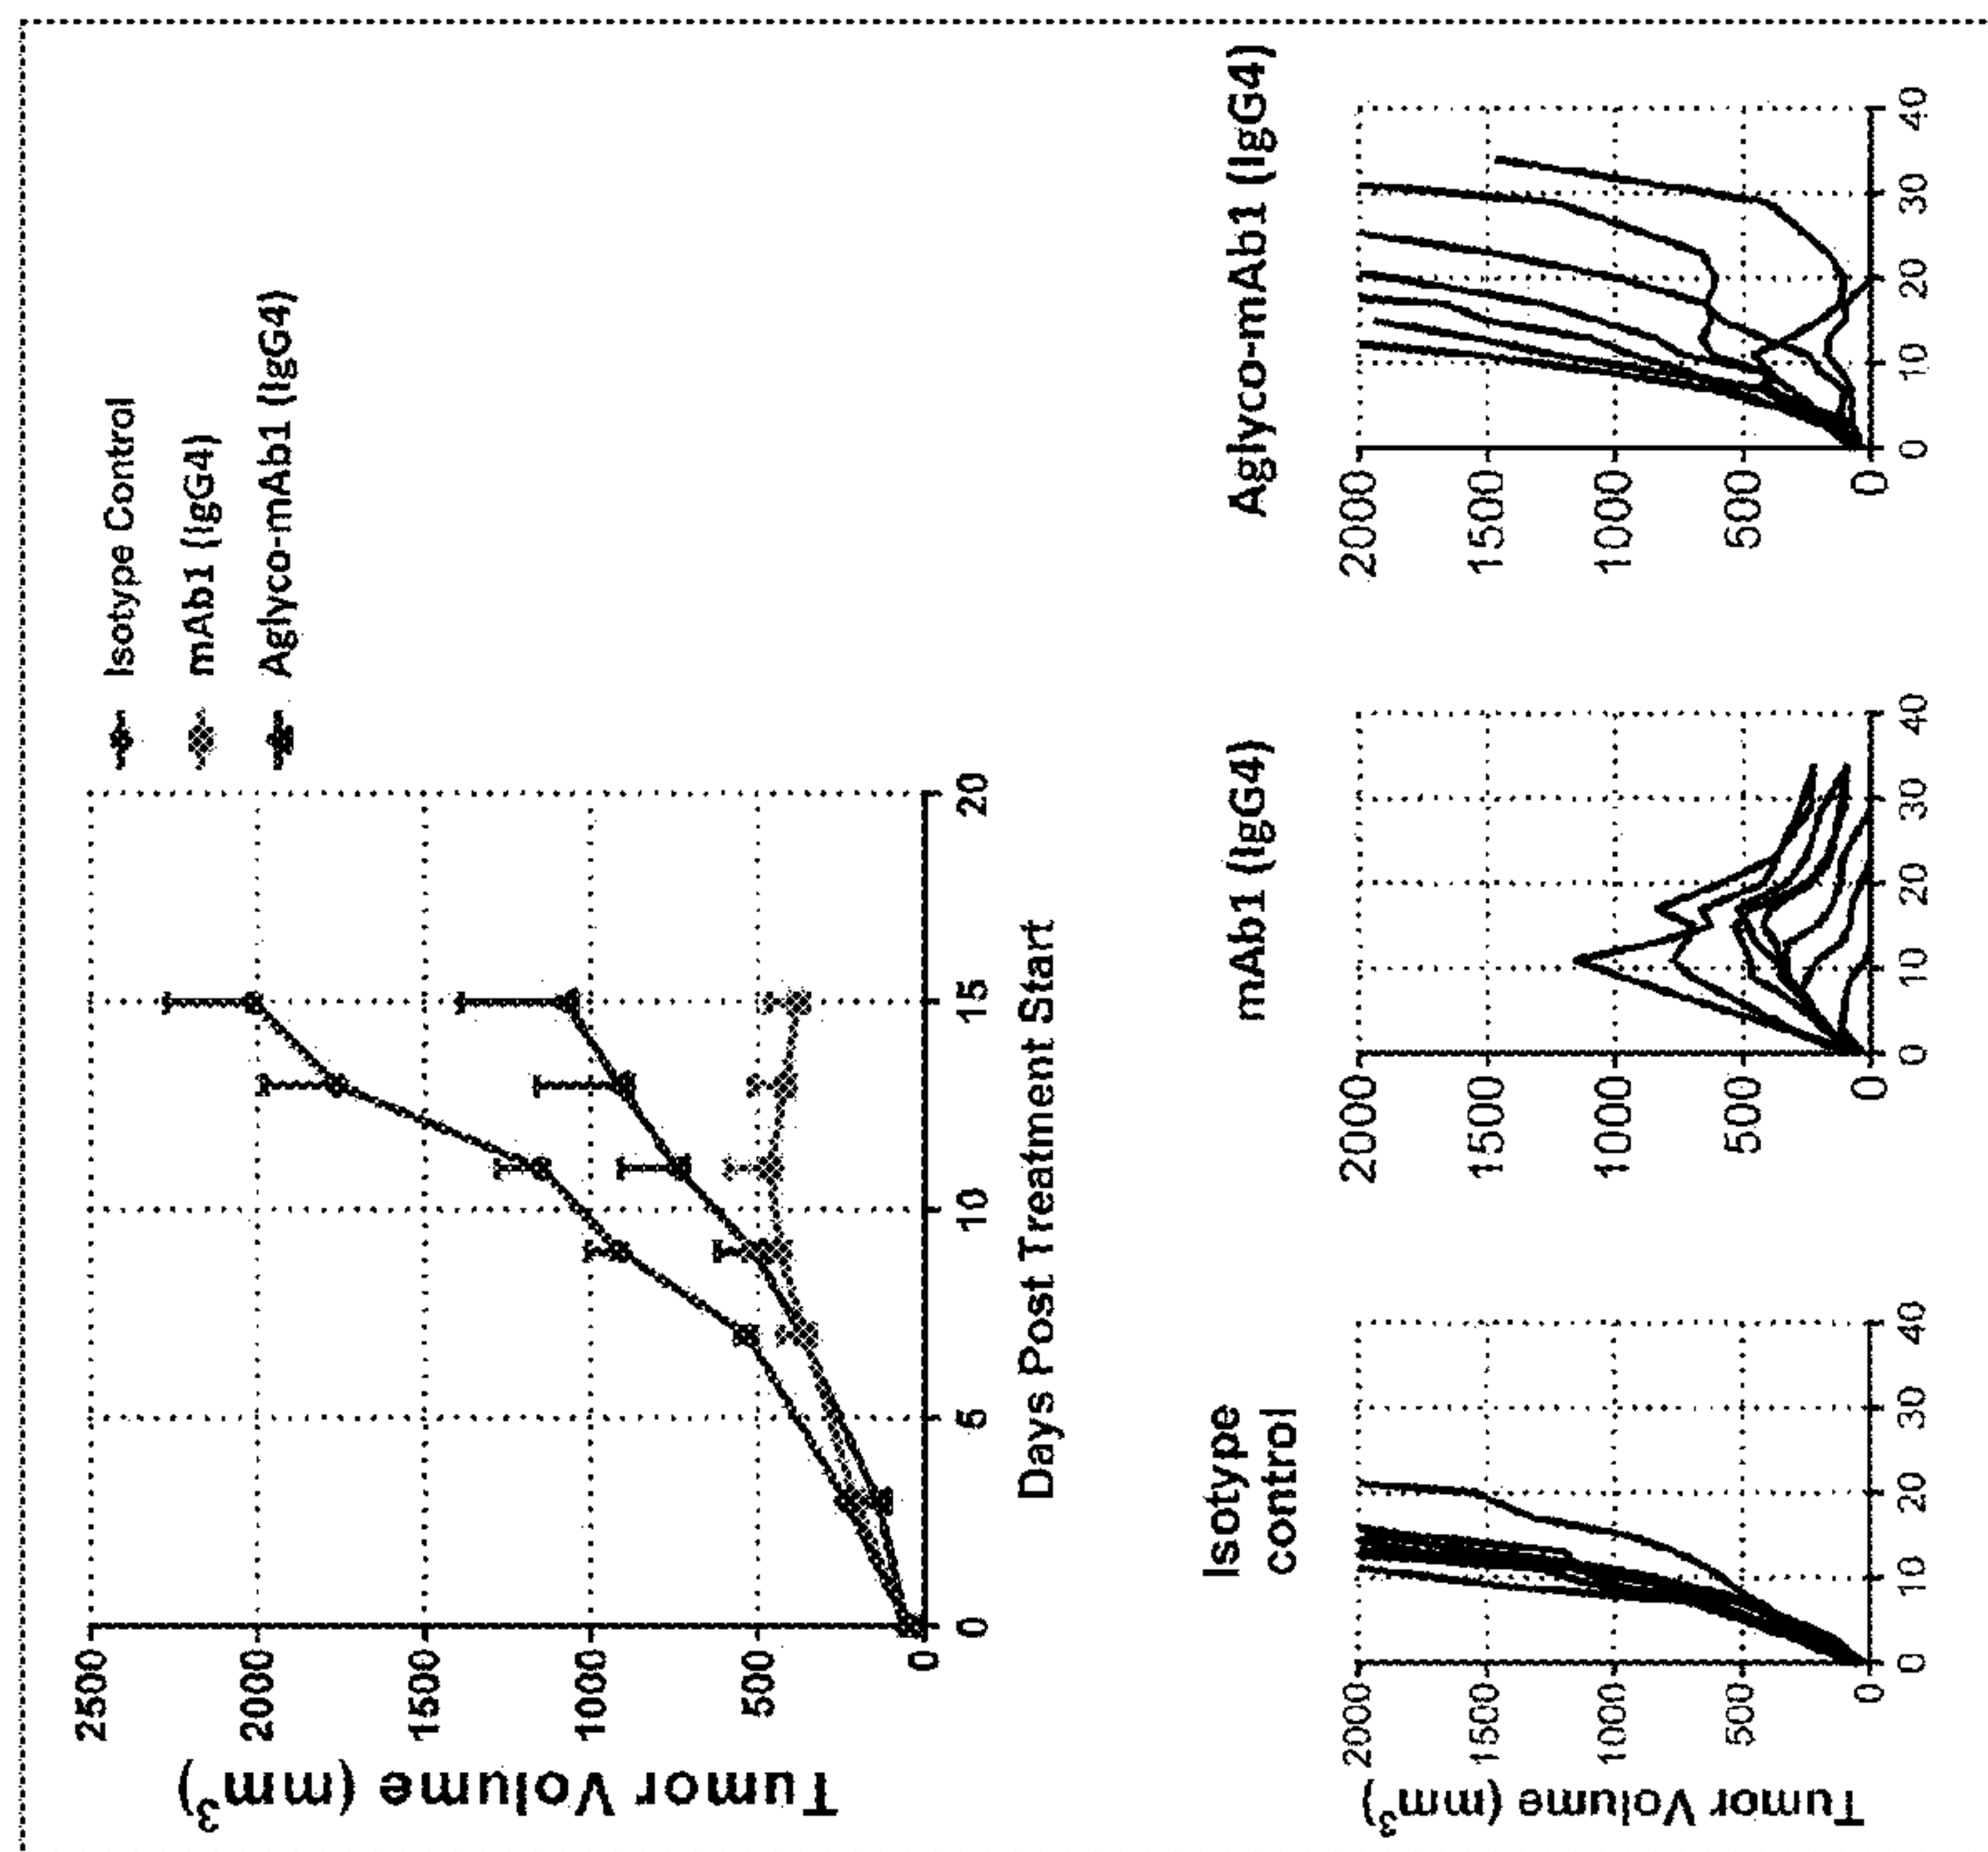 Isotype Control
mAb1 (IgG4)
Aglyco-mAb1 (IgG4)
Tumor Volume (mm³)
2500
2000
1500
1000
500
0
0 5 10 15 20
Days Post Treatment Start
Isotype
control
Tumor Volume (mm³)
2000
1500
1000
500
0
0 10 20 30 40
mAb1 (IgG4)
2000
1500
1000
500
0
0 10 20 30 40
Aglyco-mAb1 (IgG4)
2000
1500
1000
500
0
0 10 20 30 40